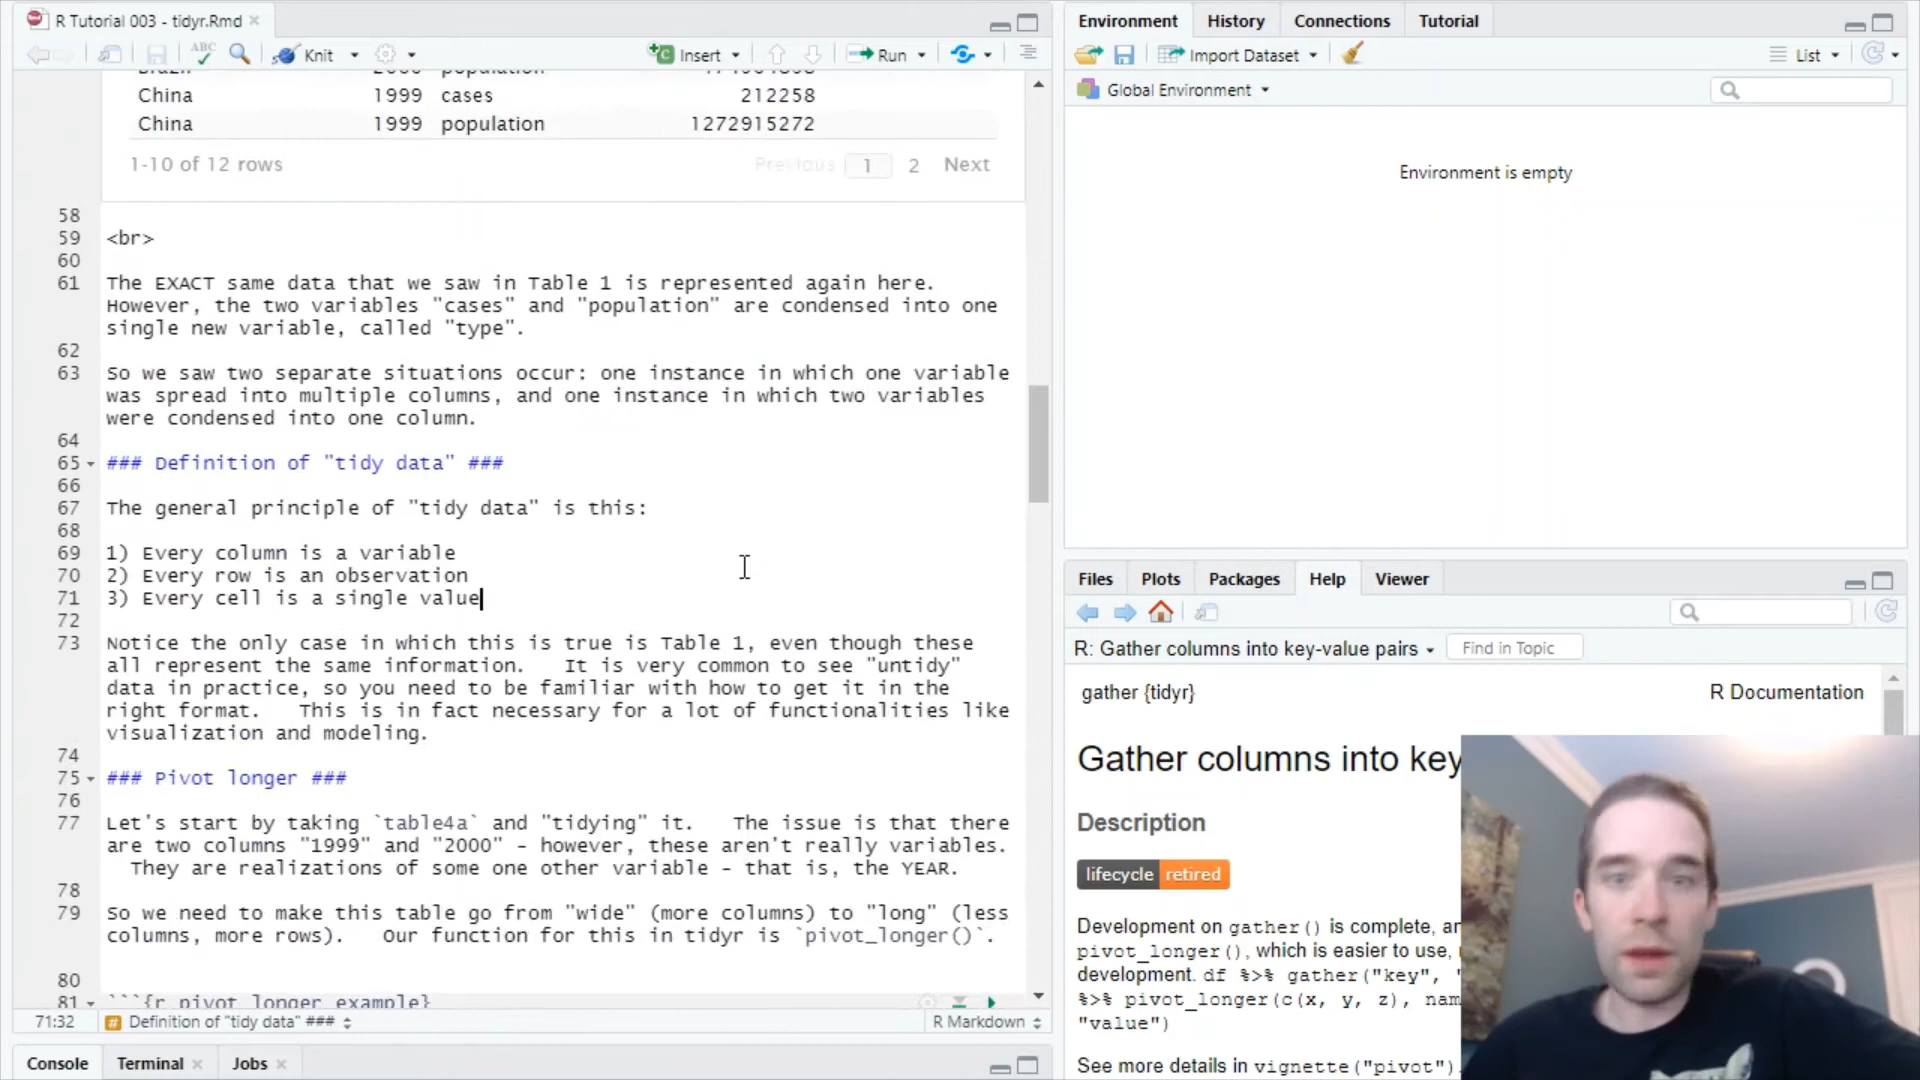 R Tutorial 003 - tidyr.Rmd
ABC
Knit
Insert
Run
2000 population
China 1999 cases 212258
China 1999 population 1272915272
1-10 of 12 rows Previous 1 2 Next
58
59 <br>
60
61 The EXACT same data that we saw in Table 1 is represented again here.
However, the two variables "cases" and "population" are condensed into one
single new variable, called "type".
62
63 So we saw two separate situations occur: one instance in which one variable
was spread into multiple columns, and one instance in which two variables
were condensed into one column.
64
65 ### Definition of "tidy data" ###
66
67 The general principle of "tidy data" is this:
68
69 1) Every column is a variable
70 2) Every row is an observation
71 3) Every cell is a single value
72
73 Notice the only case in which this is true is Table 1, even though these
all represent the same information. It is very common to see "untidy"
data in practice, so you need to be familiar with how to get it in the
right format. This is in fact necessary for a lot of functionalities like
visualization and modeling.
74
75 ### Pivot longer ###
76
77 Let's start by taking `table4a` and "tidying" it. The issue is that there
are two columns "1999" and "2000" - however, these aren't really variables.
They are realizations of some one other variable - that is, the YEAR.
78
79 So we need to make this table go from "wide" (more columns) to "long" (less
columns, more rows). Our function for this in tidyr is `pivot_longer()`.
80
81 ```{r pivot longer example}
71:32 # Definition of "tidy data" ### R Markdown
Console Terminal Jobs
Environment History Connections Tutorial
Import Dataset List
Global Environment
Environment is empty
Files Plots Packages Help Viewer
R: Gather columns into key-value pairs Find in Topic
gather {tidyr} R Documentation
Gather columns into key
Description
lifecycle retired
Development on gather() is complete, an
pivot_longer(), which is easier to use,
development. df %>% gather("key", "
%>% pivot_longer(c(x, y, z), nam
"value")
See more details in vignette("pivot").